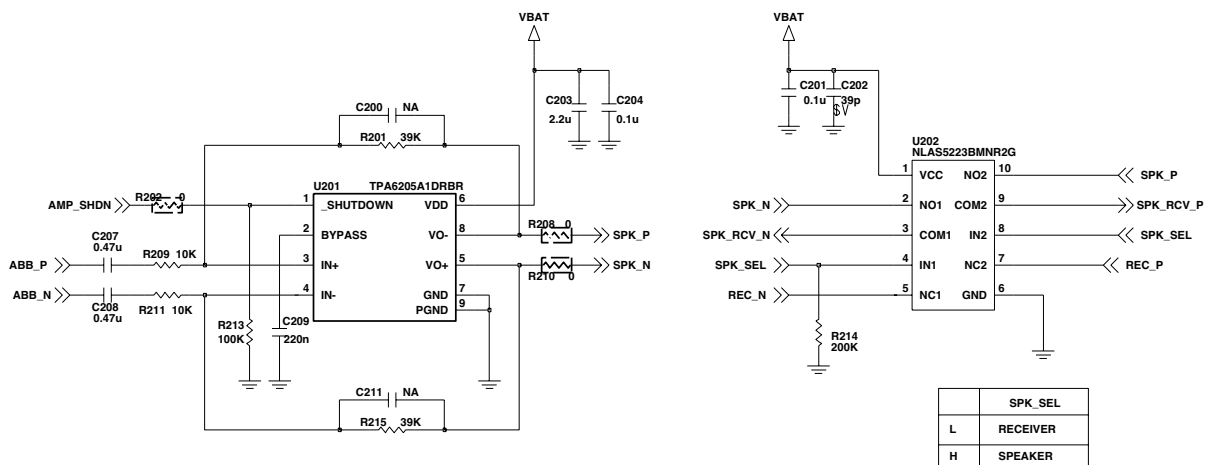 VBAT
C200 NA
R201 39K
C203
2.2u
C204
0.1u
U201 TPA6205A1DRBR
AMP_SHDN
R202 0
1 _SHUTDOWN VDD 6
2 BYPASS VO- 8
3 IN+ VO+ 5
4 IN- GND 7
PGND 9
R208 0
SPK_P
SPK_N
R210 0
C207
0.47u
ABB_P
R209 10K
ABB_N
C208
0.47u
R211 10K
R213
100K
C209
220n
C211 NA
R215 39K
VBAT
C201
0.1u
C202
39p
$V
U202
NLAS5223BMNR2G
1 VCC NO2 10
SPK_P
SPK_N
2 NO1 COM2 9
SPK_RCV_P
SPK_RCV_N
3 COM1 IN2 8
SPK_SEL
SPK_SEL
4 IN1 NC2 7
REC_P
REC_N
5 NC1 GND 6
R214
200K
SPK_SEL
L RECEIVER
H SPEAKER